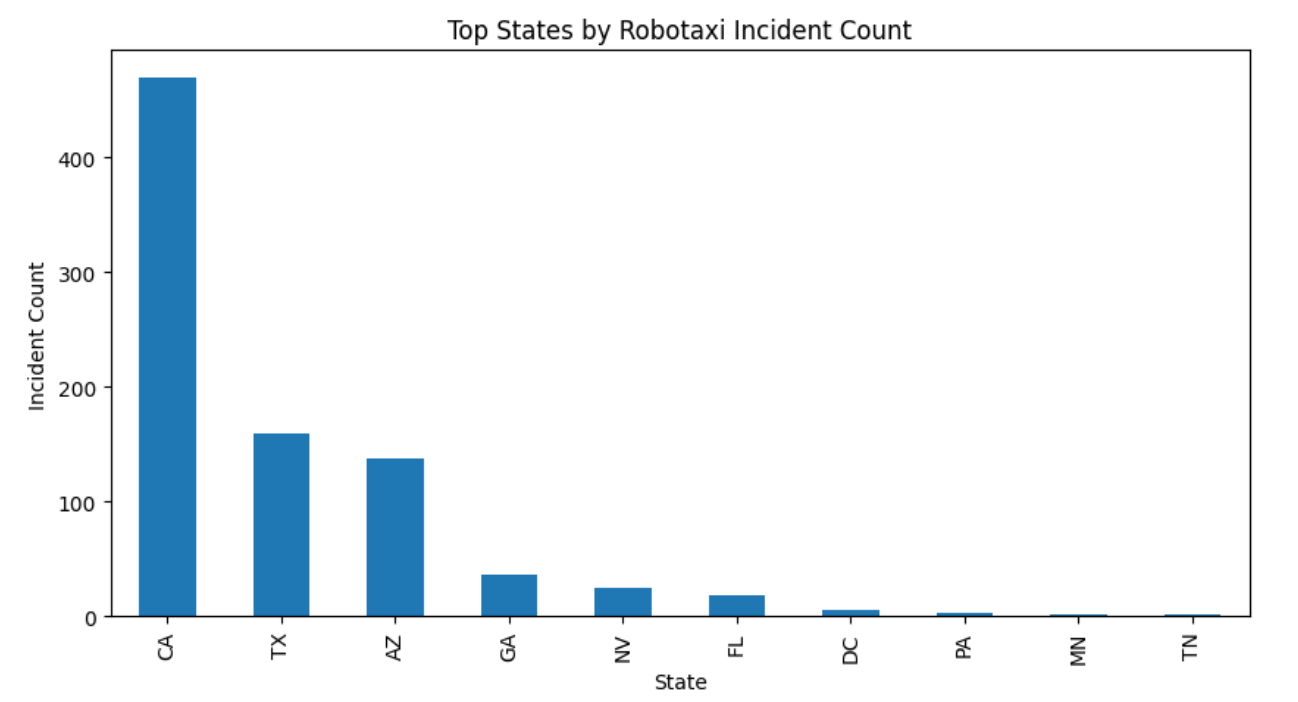 Top States by Robotaxi Incident Count
Incident Count
400
300
200
100
0
CA TX AZ GA NV FL DC PA MN TN
State